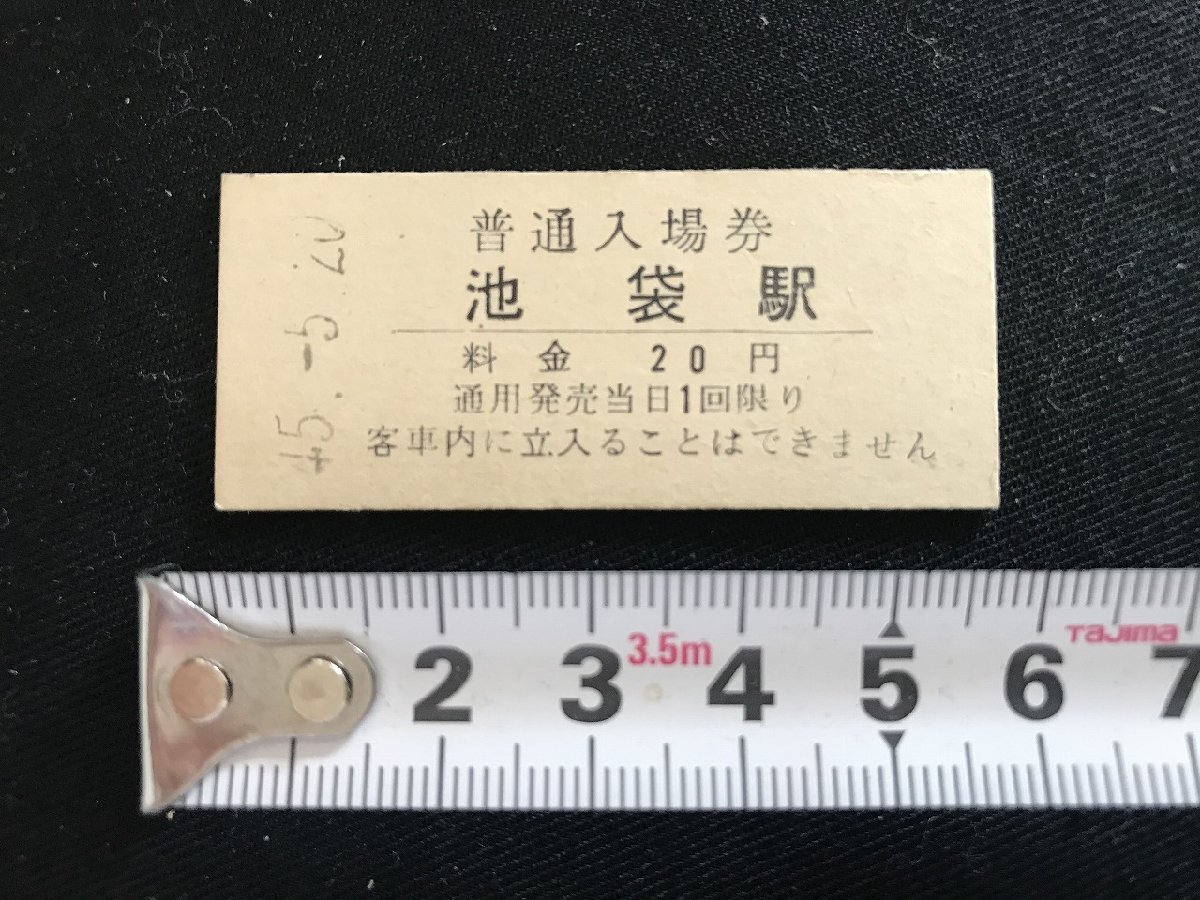 普通入場券
池袋駅
料金 20円
通用発売当日1回限り
客車内に立入ることはできません
45.-5.20
2 3 3.5m 4 5 6 Tajima 7